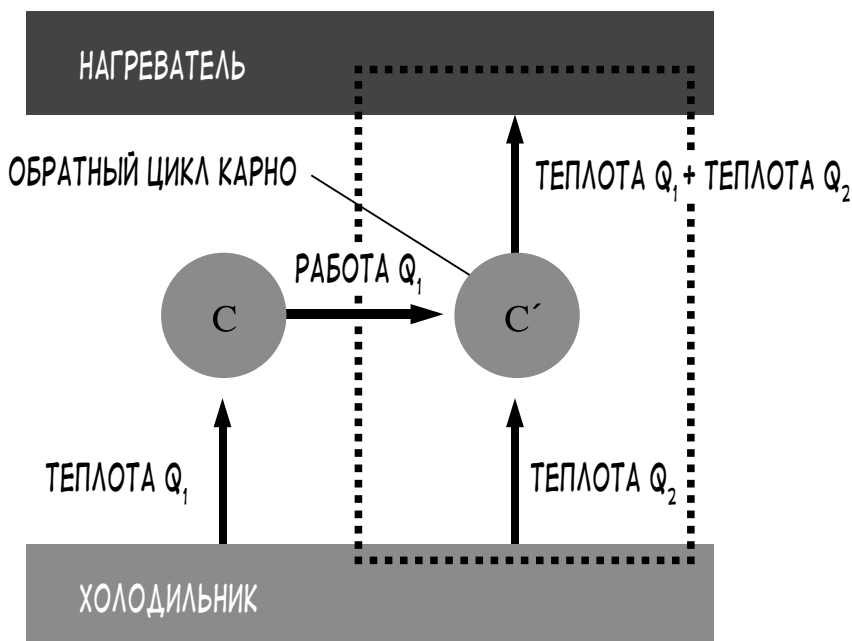 НАГРЕВАТЕЛЬ
ОБРАТНЫЙ ЦИКЛ КАРНО
ТЕПЛОТА Q₁ + ТЕПЛОТА Q₂
РАБОТА Q₁
C
C´
ТЕПЛОТА Q₁
ТЕПЛОТА Q₂
ХОЛОДИЛЬНИК